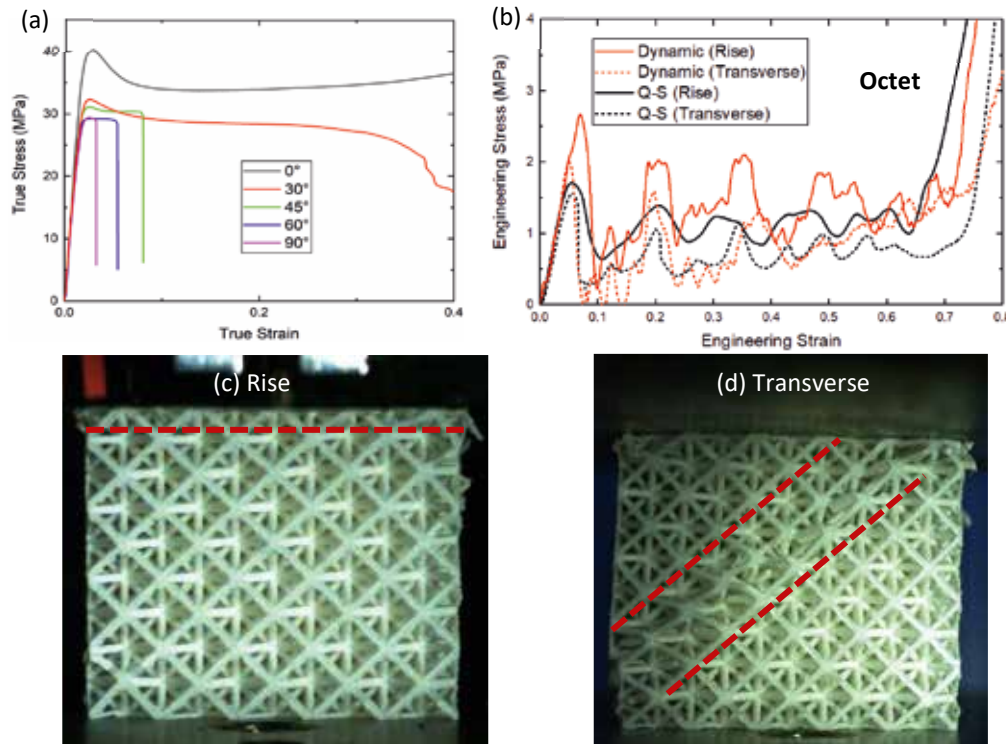 (a)
True Stress (MPa)
40
30
20
10
0
0°
30°
45°
60°
90°
0.0
0.2
0.4
True Strain
(b)
Engineering Stress (MPa)
4
3
2
1
0
Dynamic (Rise)
Dynamic (Transverse)
Q-S (Rise)
Q-S (Transverse)
Octet
0.0 0.1 0.2 0.3 0.4 0.5 0.6 0.7 0.8
Engineering Strain
(c) Rise
(d) Transverse